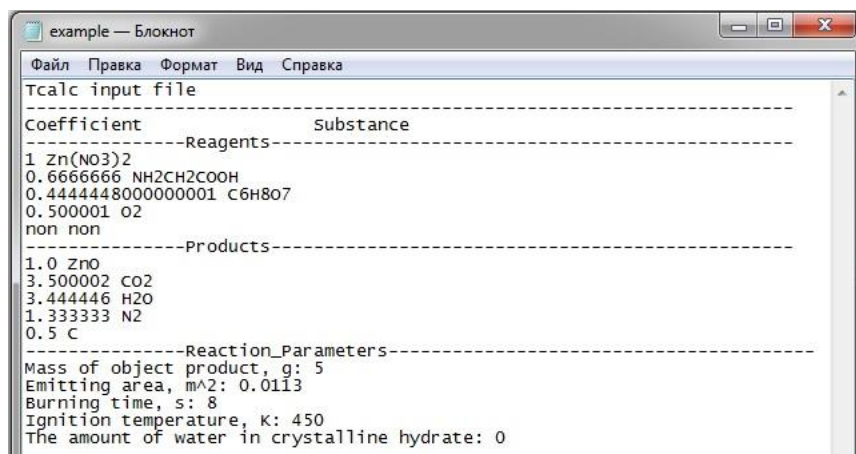 example — Блокнот
Файл Правка Формат Вид Справка
Tcalc input file
--------------------------------------------------------------------------------
Coefficient Substance
---------------Reagents-------------------------------------------------
1 Zn(NO3)2
0.6666666 NH2CH2COOH
0.4444448000000001 C6H8O7
0.500001 O2
non non
---------------Products-------------------------------------------------
1.0 ZnO
3.500002 CO2
3.444446 H2O
1.333333 N2
0.5 C
---------------Reaction_Parameters----------------------------------------
Mass of object product, g: 5
Emitting area, m^2: 0.0113
Burning time, s: 8
Ignition temperature, K: 450
The amount of water in crystalline hydrate: 0